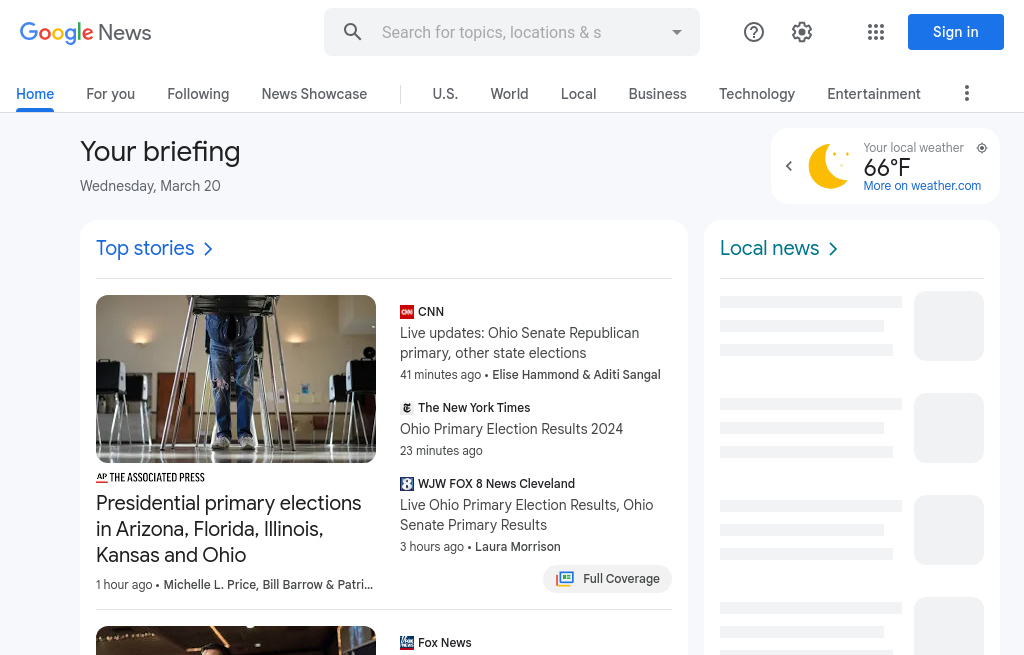 Google News
Search for topics, locations & s
Sign in
Home
For you
Following
News Showcase
U.S.
World
Local
Business
Technology
Entertainment
Your briefing
Wednesday, March 20
Your local weather
66°F
More on weather.com
Top stories
Local news
AP THE ASSOCIATED PRESS
Presidential primary elections
in Arizona, Florida, Illinois,
Kansas and Ohio
1 hour ago • Michelle L. Price, Bill Barrow & Patri...
CNN
Live updates: Ohio Senate Republican
primary, other state elections
41 minutes ago • Elise Hammond & Aditi Sangal
The New York Times
Ohio Primary Election Results 2024
23 minutes ago
8 WJW FOX 8 News Cleveland
Live Ohio Primary Election Results, Ohio
Senate Primary Results
3 hours ago • Laura Morrison
Full Coverage
Fox News